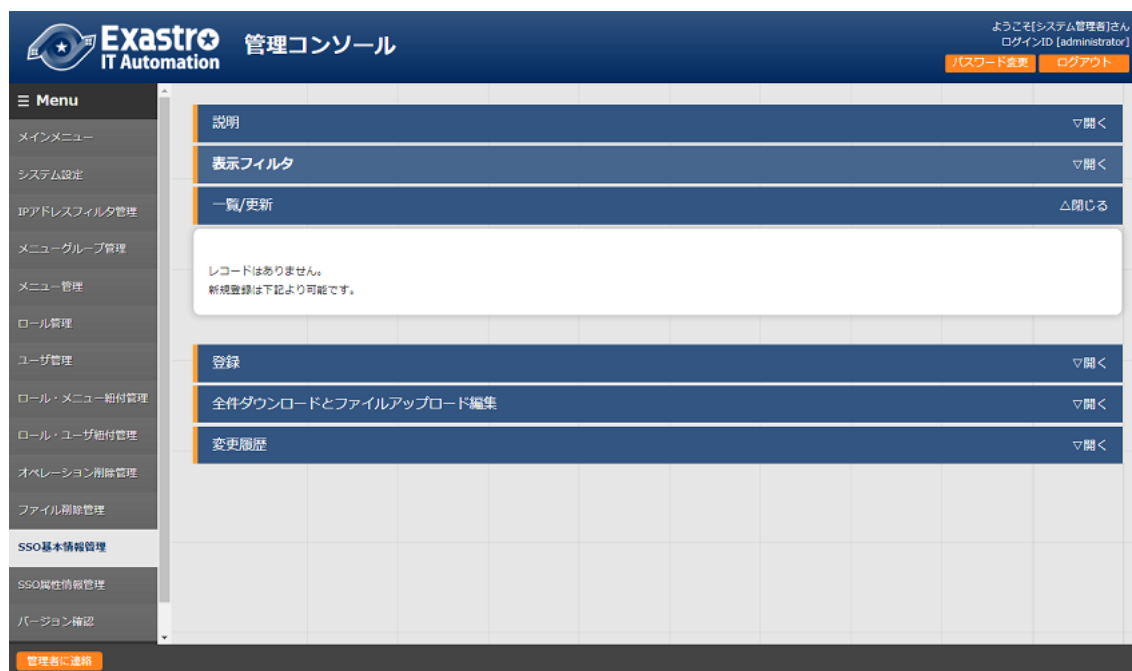 Exastro
IT Automation
管理コンソール
ようこそ[システム管理者]さん
ログインID [administrator]
パスワード変更
ログアウト
☰ Menu
メインメニュー
システム設定
IPアドレスフィルタ管理
メニューグループ管理
メニュー管理
ロール管理
ユーザ管理
ロール・メニュー紐付管理
ロール・ユーザ紐付管理
オペレーション削除管理
ファイル削除管理
SSO基本情報管理
SSO属性情報管理
バージョン確認
説明 ▽開く
表示フィルタ ▽開く
一覧/更新 △閉じる
レコードはありません。
新規登録は下記より可能です。
登録 ▽開く
全件ダウンロードとファイルアップロード編集 ▽開く
変更履歴 ▽開く
管理者に連絡